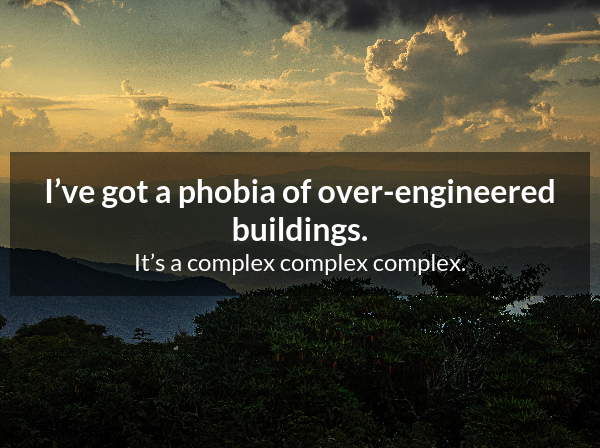 I’ve got a phobia of over-engineered
buildings.
It’s a complex complex complex.